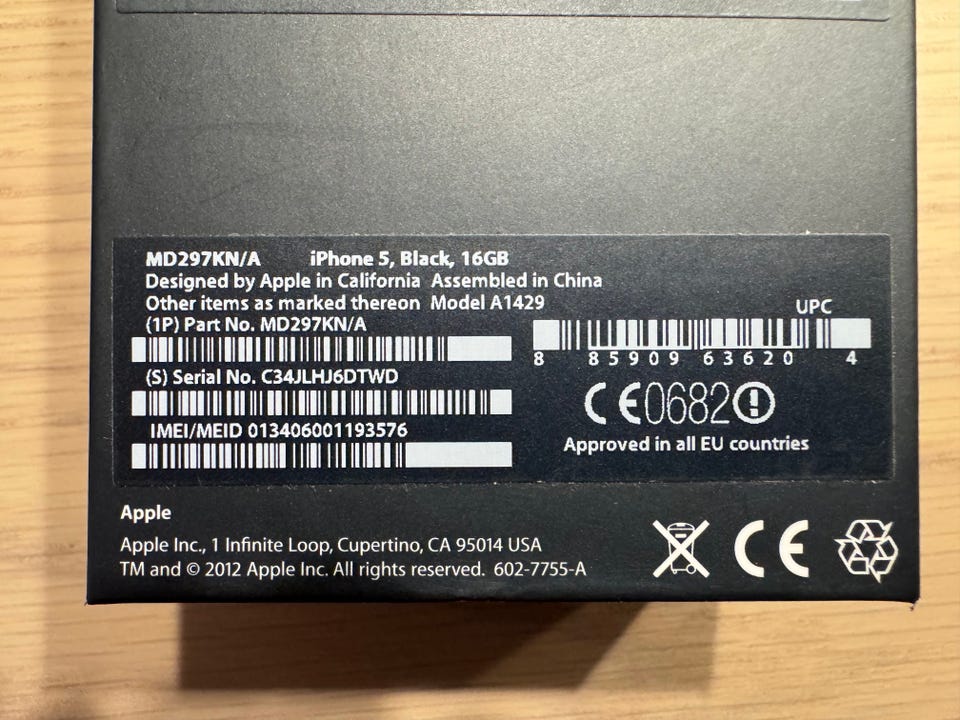 MD297KN/A iPhone 5, Black, 16GB
Designed by Apple in California Assembled in China
Other items as marked thereon Model A1429
(1P) Part No. MD297KN/A
(S) Serial No. C34JLHJ6DTWD
IMEI/MEID 013406001193576
UPC
8 85909 63620 4
CE0682
Approved in all EU countries
Apple
Apple Inc., 1 Infinite Loop, Cupertino, CA 95014 USA
TM and © 2012 Apple Inc. All rights reserved. 602-7755-A
CE